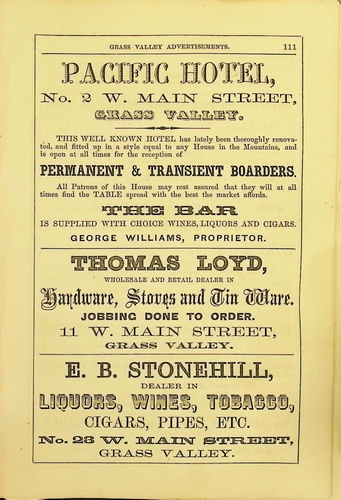 GRASS VALLEY ADVERTISEMENTS. 111
PACIFIC HOTEL,
No. 2 W. MAIN STREET,
GRASS VALLEY.
THIS WELL KNOWN HOTEL has lately been thoroughly renova-
ted, and fitted up in a style equal to any House in the Mountains, and
is open at all times for the reception of
PERMANENT & TRANSIENT BOARDERS.
All Patrons of this House may rest assured that they will at all
times find the TABLE spread with the best the market affords.
THE BAR
IS SUPPLIED WITH CHOICE WINES, LIQUORS AND CIGARS.
GEORGE WILLIAMS, PROPRIETOR.
THOMAS LOYD,
WHOLESALE AND RETAIL DEALER IN
Hardware, Stoves and Tin Ware.
JOBBING DONE TO ORDER.
11 W. MAIN STREET,
GRASS VALLEY.
E. B. STONEHILL,
DEALER IN
LIQUORS, WINES, TOBACCO,
CIGARS, PIPES, ETC.
No. 23 W. MAIN STREET,
GRASS VALLEY.